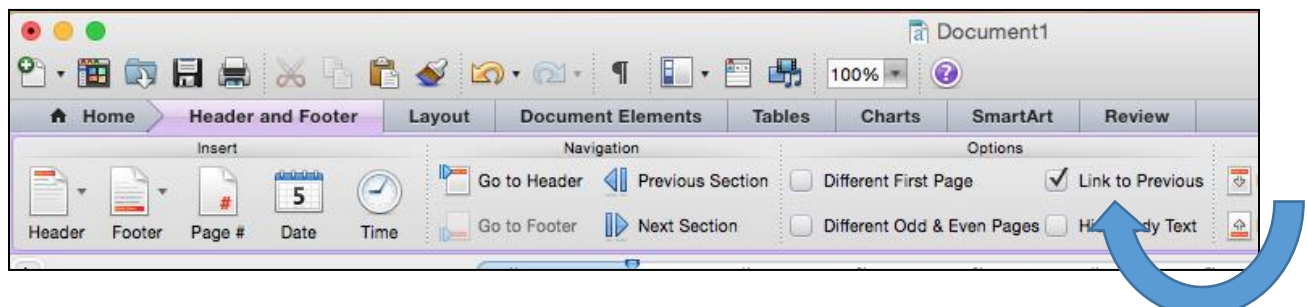 Document1
100%
Home Header and Footer Layout Document Elements Tables Charts SmartArt Review
Insert Navigation Options
Go to Header Previous Section Different First Page Link to Previous
# 5
Header Footer Page # Date Time Go to Footer Next Section Different Odd & Even Pages Text